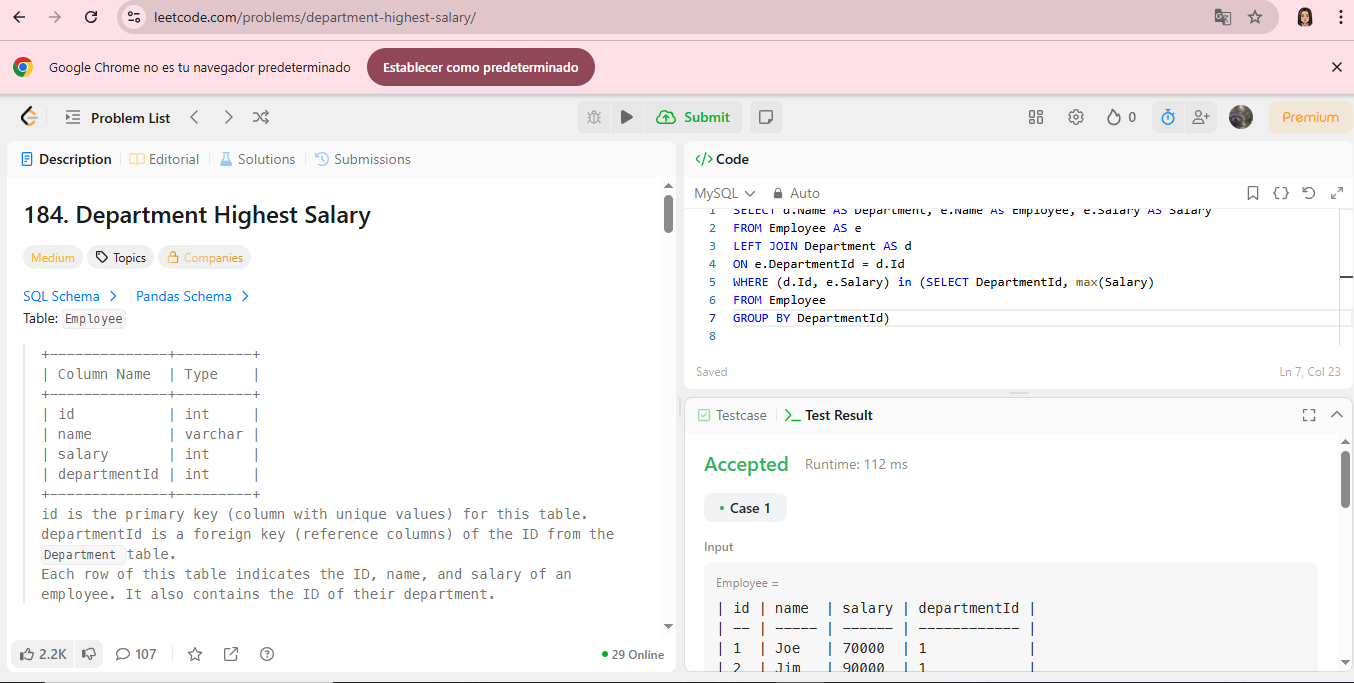 leetcode.com/problems/department-highest-salary/
Google Chrome no es tu navegador predeterminado
Establecer como predeterminado
Problem List
Submit
0
Premium
Description
Editorial
Solutions
Submissions
184. Department Highest Salary
Medium
Topics
Companies
SQL Schema
Pandas Schema
Table: Employee
+--------------+---------+
| Column Name  | Type    |
+--------------+---------+
| id           | int     |
| name         | varchar |
| salary       | int     |
| departmentId | int     |
+--------------+---------+
id is the primary key (column with unique values) for this table.
departmentId is a foreign key (reference columns) of the ID from the
Department table.
Each row of this table indicates the ID, name, and salary of an
employee. It also contains the ID of their department.
2.2K
107
29 Online
</> Code
MySQL
Auto
1 SELECT d.Name AS Department, e.Name As Employee, e.Salary AS Salary
2 FROM Employee AS e
3 LEFT JOIN Department AS d
4 ON e.DepartmentId = d.Id
5 WHERE (d.Id, e.Salary) in (SELECT DepartmentId, max(Salary)
6 FROM Employee
7 GROUP BY DepartmentId)
8
Saved
Ln 7, Col 23
Testcase
>_ Test Result
Accepted
Runtime: 112 ms
• Case 1
Input
Employee =
| id | name  | salary | departmentId |
| -- | ----- | ------ | ------------ |
| 1  | Joe   | 70000  | 1            |
| 2  | Jim   | 90000  | 1            |